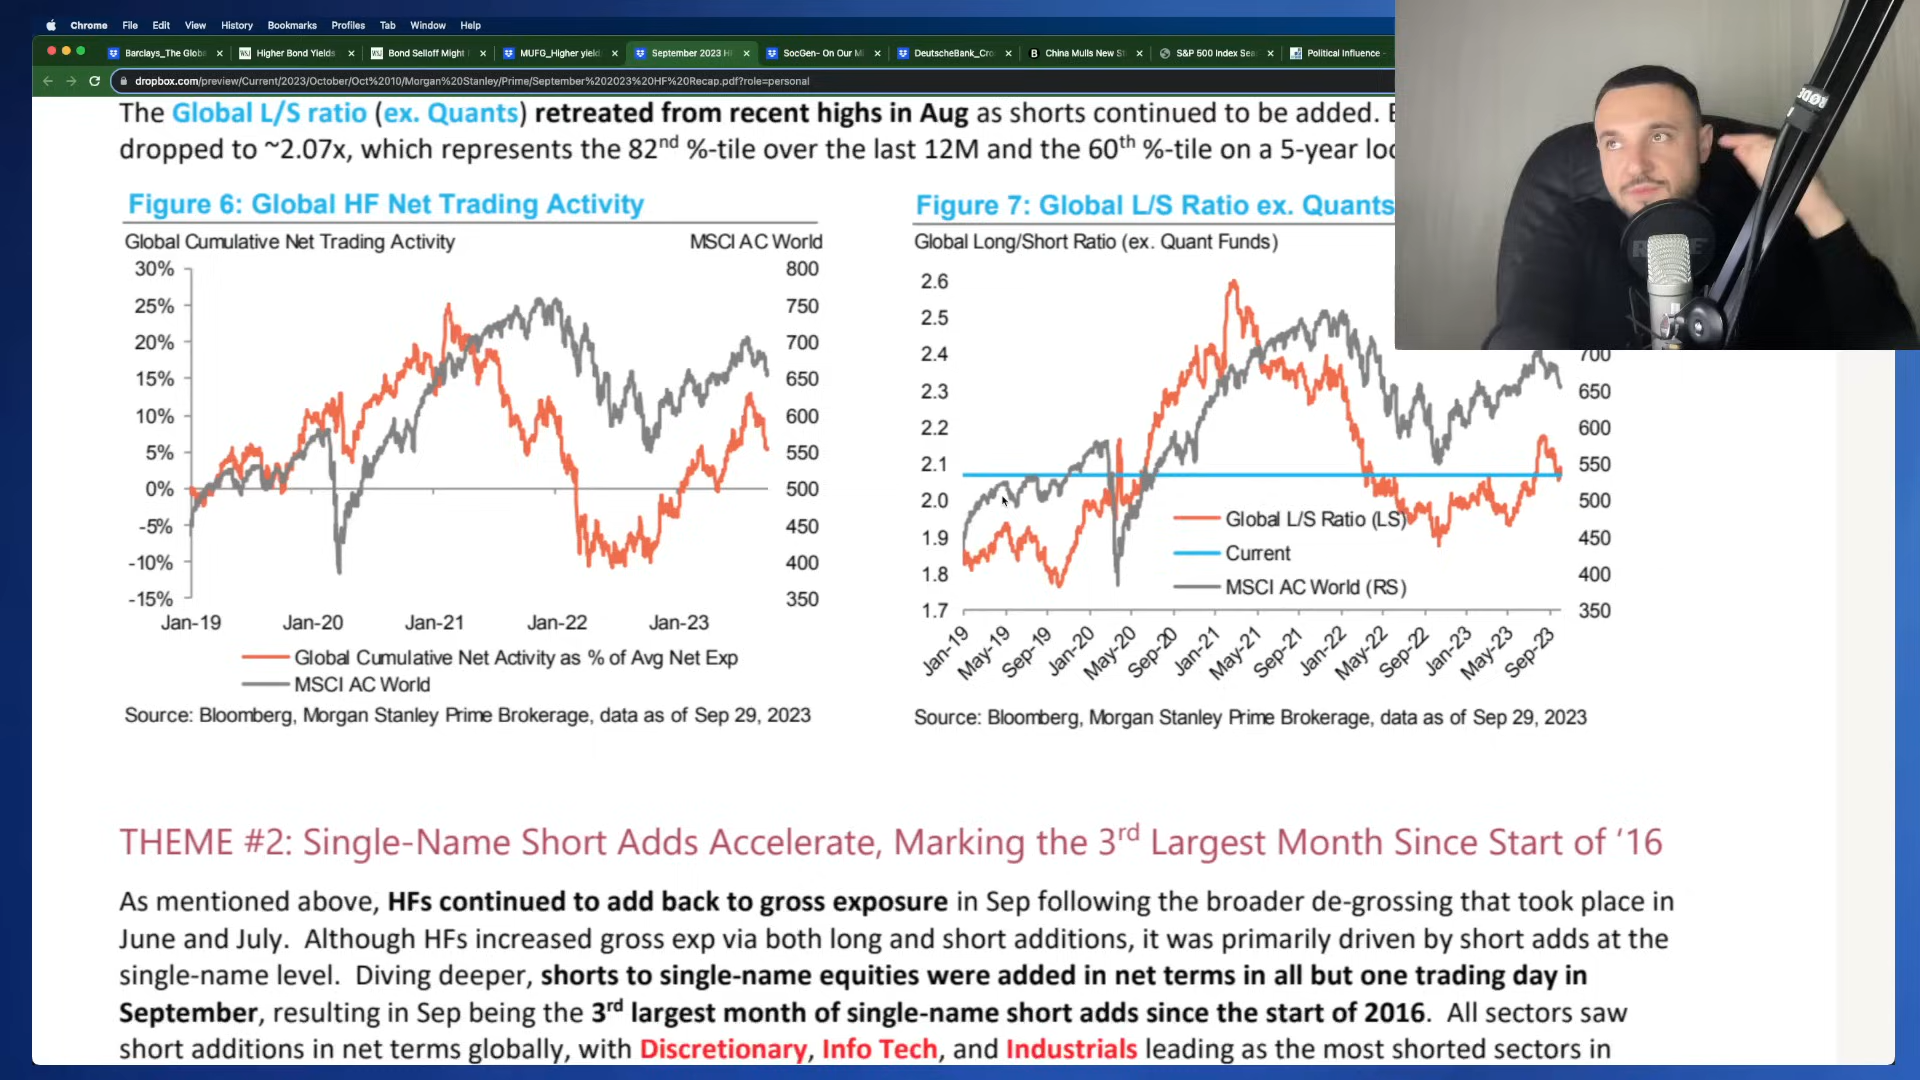 Chrome File Edit View History Bookmarks Profiles Tab Window Help
Barclays_The Glob Higher Bond Yields Bond Selloff Might MUFG_Higher yield September 2023 H SocGen- On Our M DeutscheBank_Cro China Mulls New S S&P 500 Index Sea Political Influence
dropbox.com/preview/Current/2023/October/Oct%2010/Morgan%20Stanley/Prime/September%202023%20HF%20Recap.pdf?role=personal
The Global L/S ratio (ex. Quants) retreated from recent highs in Aug as shorts continued to be added.
dropped to ~2.07x, which represents the 82nd %-tile over the last 12M and the 60th %-tile on a 5-year loo
Figure 6: Global HF Net Trading Activity
Global Cumulative Net Trading Activity MSCI AC World
30% 800
25% 750
20% 700
15% 650
10% 600
5% 550
0% 500
-5% 450
-10% 400
-15% 350
Jan-19 Jan-20 Jan-21 Jan-22 Jan-23
Global Cumulative Net Activity as % of Avg Net Exp
MSCI AC World
Source: Bloomberg, Morgan Stanley Prime Brokerage, data as of Sep 29, 2023
Figure 7: Global L/S Ratio ex. Quants
Global Long/Short Ratio (ex. Quant Funds)
2.6
2.5
2.4 700
2.3 650
2.2 600
2.1 550
2.0 500
1.9 450
1.8 400
1.7 350
Global L/S Ratio (LS)
Current
MSCI AC World (RS)
Jan-19 May-19 Sep-19 Jan-20 May-20 Sep-20 Jan-21 May-21 Sep-21 Jan-22 May-22 Sep-22 Jan-23 May-23 Sep-23
Source: Bloomberg, Morgan Stanley Prime Brokerage, data as of Sep 29, 2023
THEME #2: Single-Name Short Adds Accelerate, Marking the 3rd Largest Month Since Start of ‘16
As mentioned above, HFs continued to add back to gross exposure in Sep following the broader de-grossing that took place in
June and July. Although HFs increased gross exp via both long and short additions, it was primarily driven by short adds at the
single-name level. Diving deeper, shorts to single-name equities were added in net terms in all but one trading day in
September, resulting in Sep being the 3rd largest month of single-name short adds since the start of 2016. All sectors saw
short additions in net terms globally, with Discretionary, Info Tech, and Industrials leading as the most shorted sectors in
RØDE